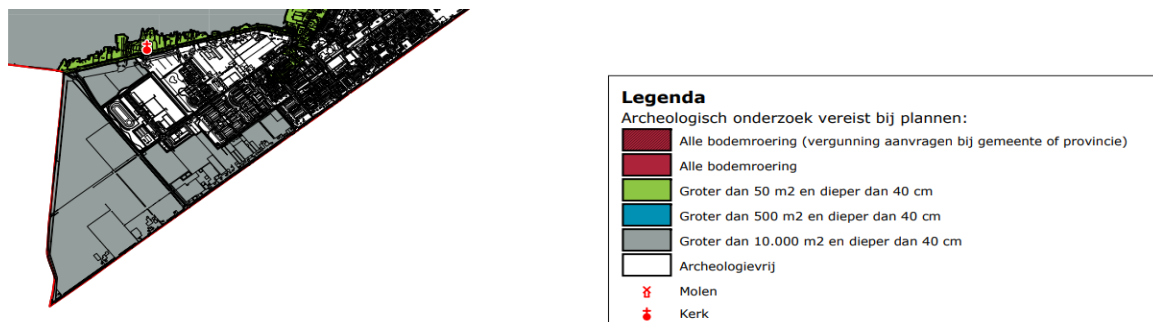 Legenda
Archeologisch onderzoek vereist bij plannen:
Alle bodemroering (vergunning aanvragen bij gemeente of provincie)
Alle bodemroering
Groter dan 50 m2 en dieper dan 40 cm
Groter dan 500 m2 en dieper dan 40 cm
Groter dan 10.000 m2 en dieper dan 40 cm
Archeologievrij
Molen
Kerk